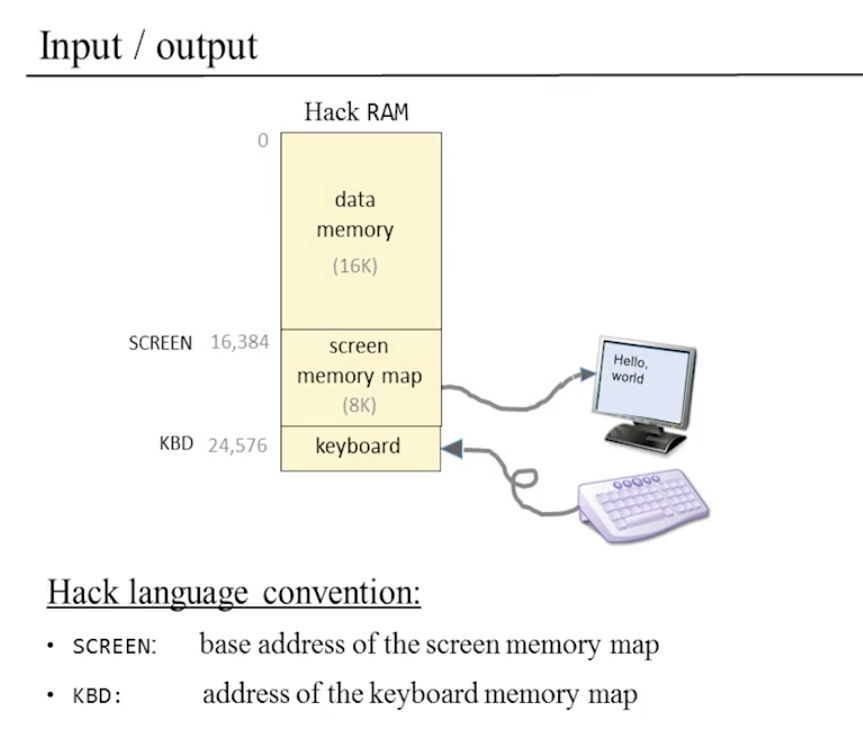 Input / output
Hack RAM
0
data
memory
(16K)
SCREEN 16,384
screen
memory map
(8K)
Hello,
world
KBD 24,576
keyboard
Hack language convention:
• SCREEN: base address of the screen memory map
• KBD: address of the keyboard memory map